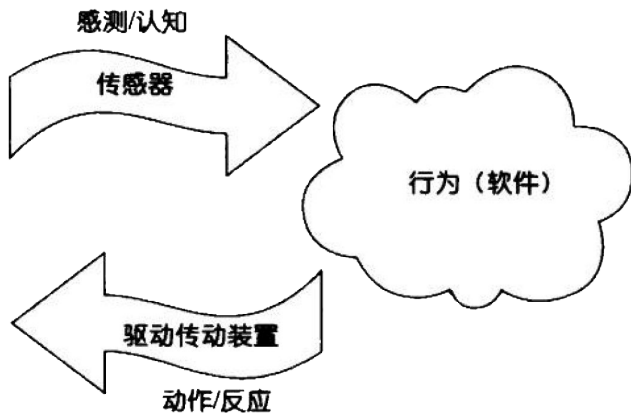 感测/认知
传感器
行为（软件）
驱动传动装置
动作/反应